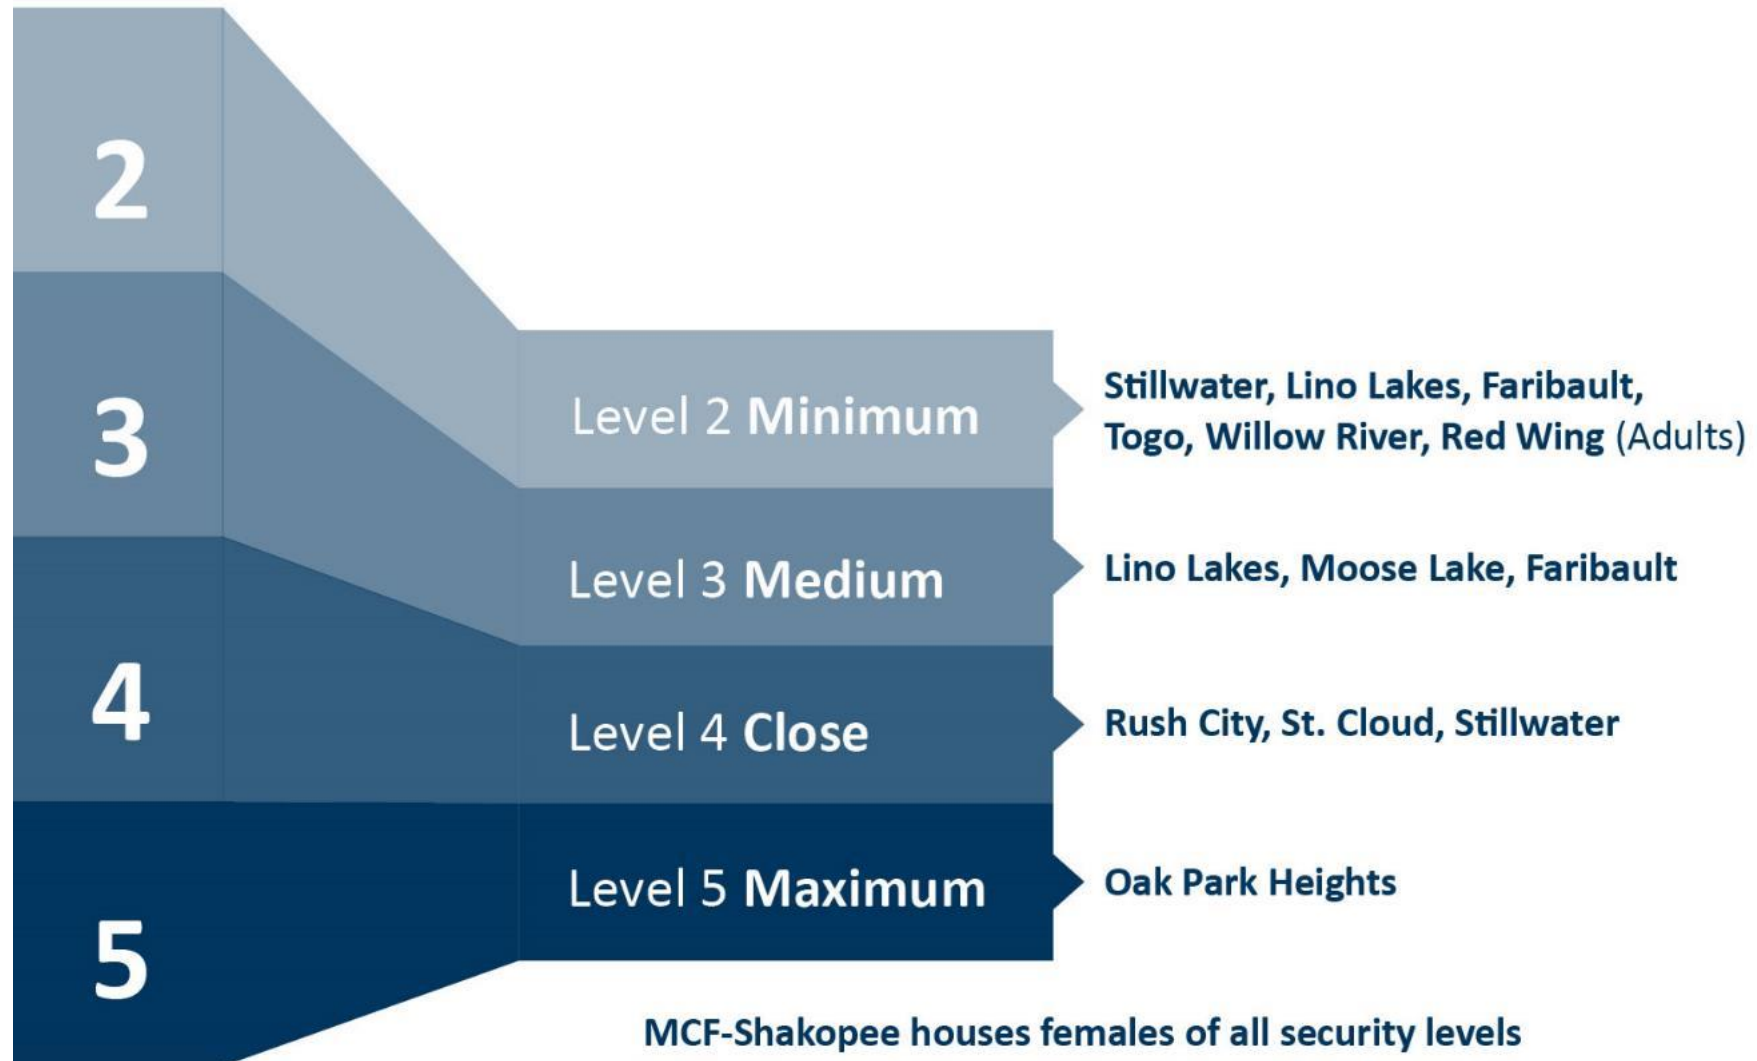 2
3
4
5
Level 2 Minimum
Stillwater, Lino Lakes, Faribault,
Togo, Willow River, Red Wing (Adults)
Level 3 Medium
Lino Lakes, Moose Lake, Faribault
Level 4 Close
Rush City, St. Cloud, Stillwater
Level 5 Maximum
Oak Park Heights
MCF-Shakopee houses females of all security levels